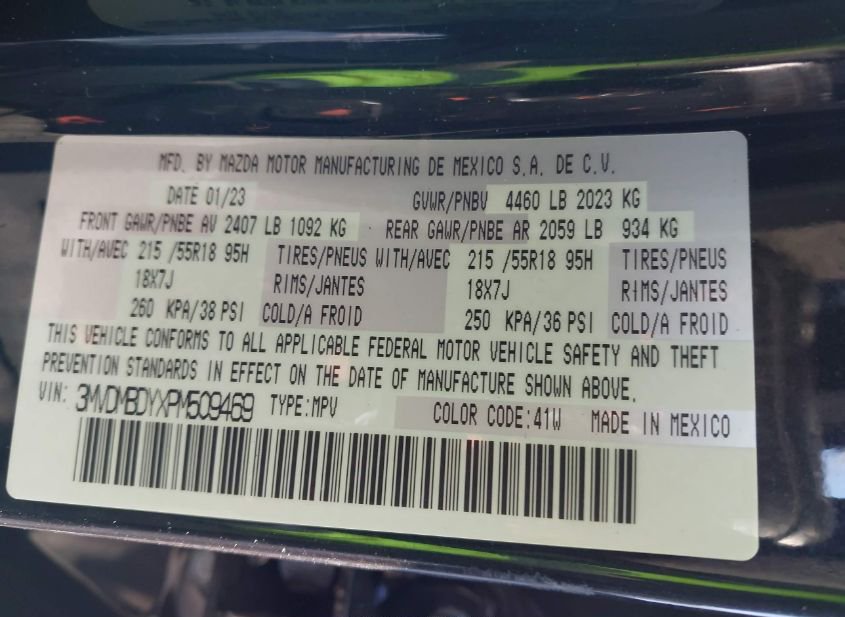 MFD. BY MAZDA MOTOR MANUFACTURING DE MEXICO S.A. DE C.V.
DATE 01/23 GVWR/PNBV 4460 LB 2023 KG
FRONT GAWR/PNBE AV 2407 LB 1092 KG REAR GAWR/PNBE AR 2059 LB 934 KG
WITH/AVEC 215 /55R18 95H TIRES/PNEUS WITH/AVEC 215 /55R18 95H TIRES/PNEUS
18X7J RIMS/JANTES 18X7J RIMS/JANTES
260 KPA/38 PSI COLD/A FROID 250 KPA/36 PSI COLD/A FROID
THIS VEHICLE CONFORMS TO ALL APPLICABLE FEDERAL MOTOR VEHICLE SAFETY AND THEFT
PREVENTION STANDARDS IN EFFECT ON THE DATE OF MANUFACTURE SHOWN ABOVE.
VIN: 3MVDMBDYXPM509469 TYPE:MPV COLOR CODE:41W MADE IN MEXICO